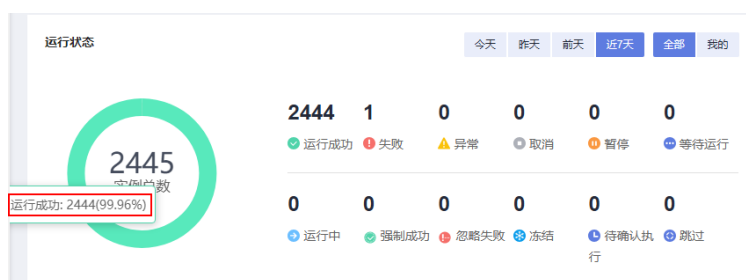 运行状态
今天 昨天 前天 近7天 全部 我的
2444 1 0 0 0 0
运行成功 失败 异常 取消 暂停 等待运行
2445
实例总数
运行成功: 2444(99.96%)
0 0 0 0 0 0
运行中 强制成功 忽略失败 冻结 待确认执 跳过
行